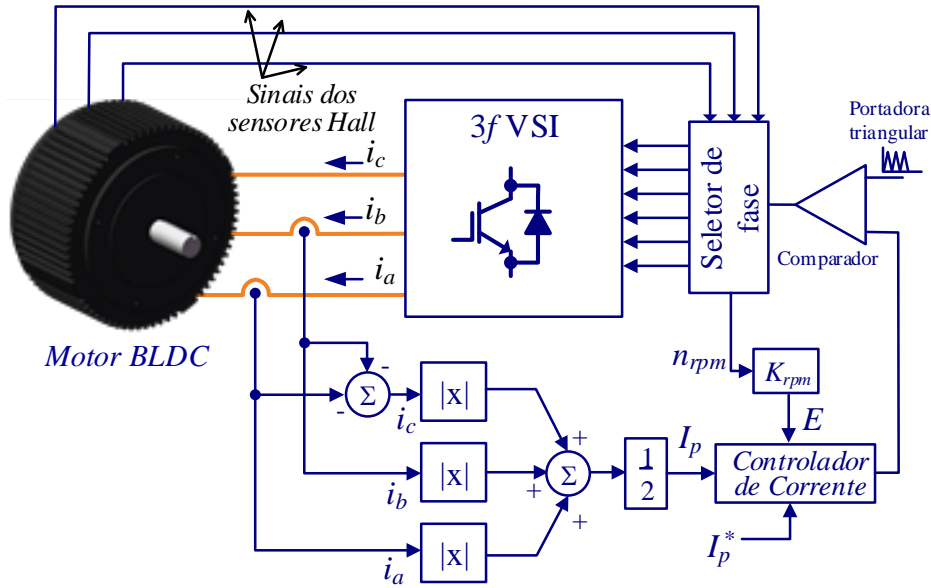 Sinais dos
sensores Hall
3f VSI
Portadora
triangular
Seletor de
fase
Comparador
i_c
i_b
i_a
Motor BLDC
n_rpm
K_rpm
E
-
-
Σ
i_c
|x|
+
i_b
|x|
+
Σ
1
2
I_p
Controlador
de Corrente
i_a
|x|
+
I_p^*